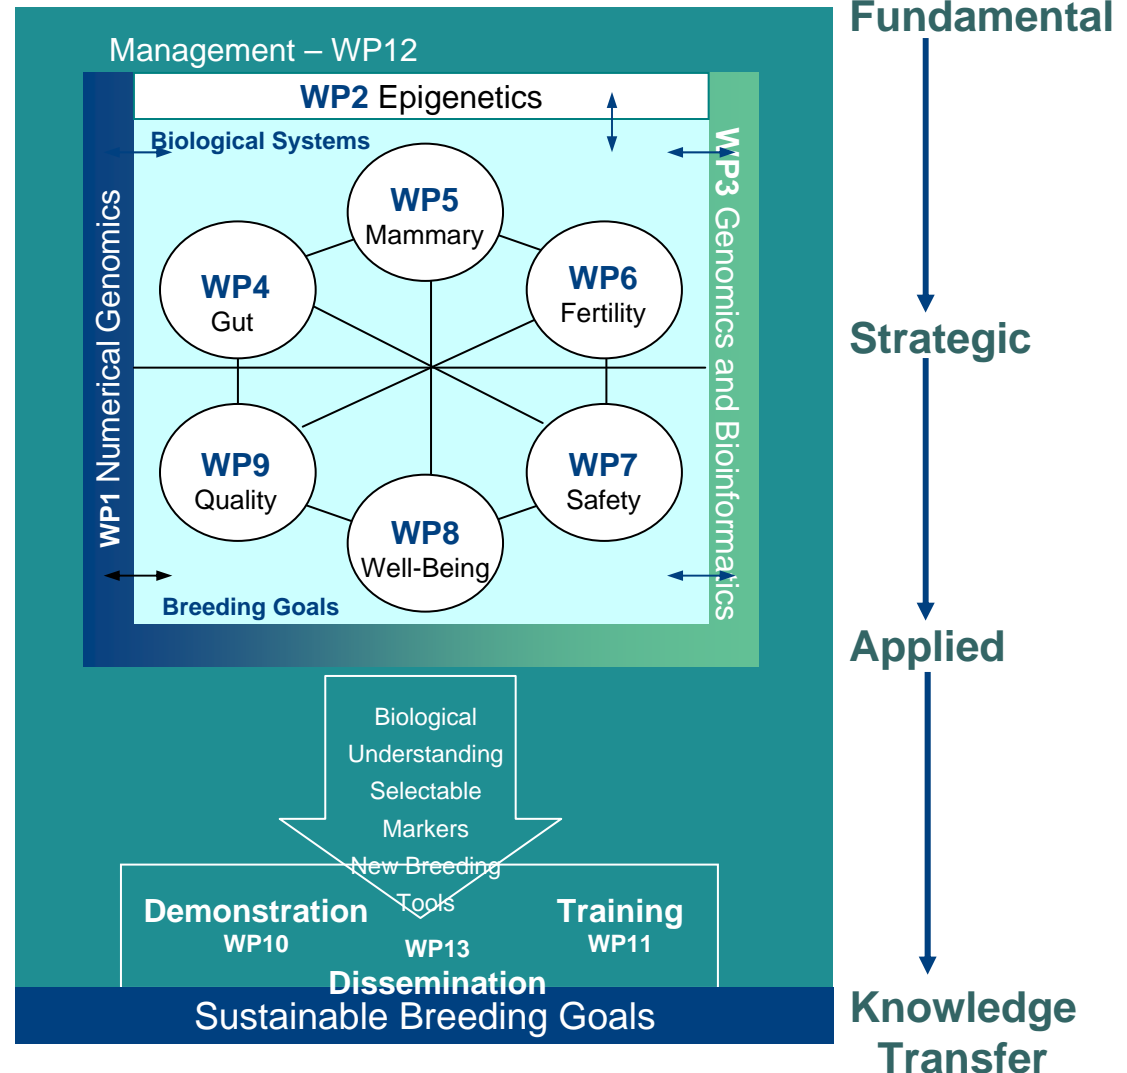 Management – WP12
WP2 Epigenetics
Biological Systems
WP1 Numerical Genomics
WP3 Genomics and Bioinformatics
WP5
Mammary
WP4
Gut
WP6
Fertility
WP9
Quality
WP7
Safety
WP8
Well-Being
Breeding Goals
Biological
Understanding
Selectable
Markers
New Breeding
Tools
Demonstration
WP10
WP13
Dissemination
Training
WP11
Sustainable Breeding Goals
Fundamental
Strategic
Applied
Knowledge
Transfer